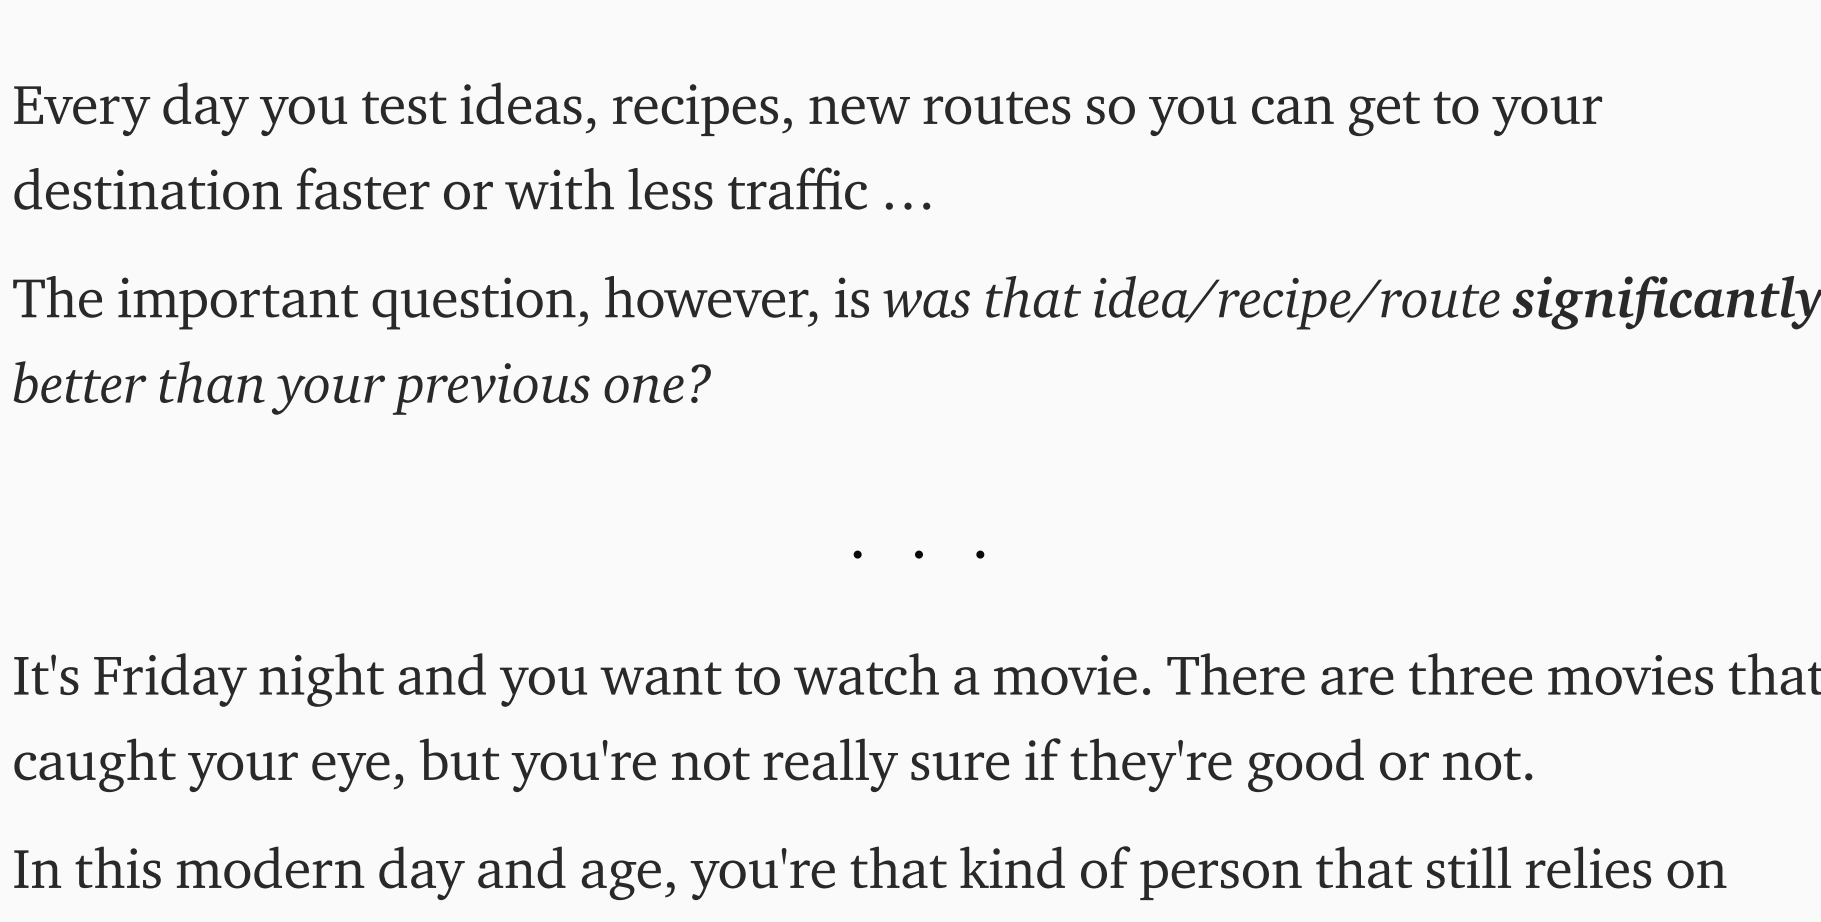 Every day you test ideas, recipes, new routes so you can get to your
destination faster or with less traffic …
The important question, however, is was that idea/recipe/route significantly
better than your previous one?
. . .
It's Friday night and you want to watch a movie. There are three movies that
caught your eye, but you're not really sure if they're good or not.
In this modern day and age, you're that kind of person that still relies on